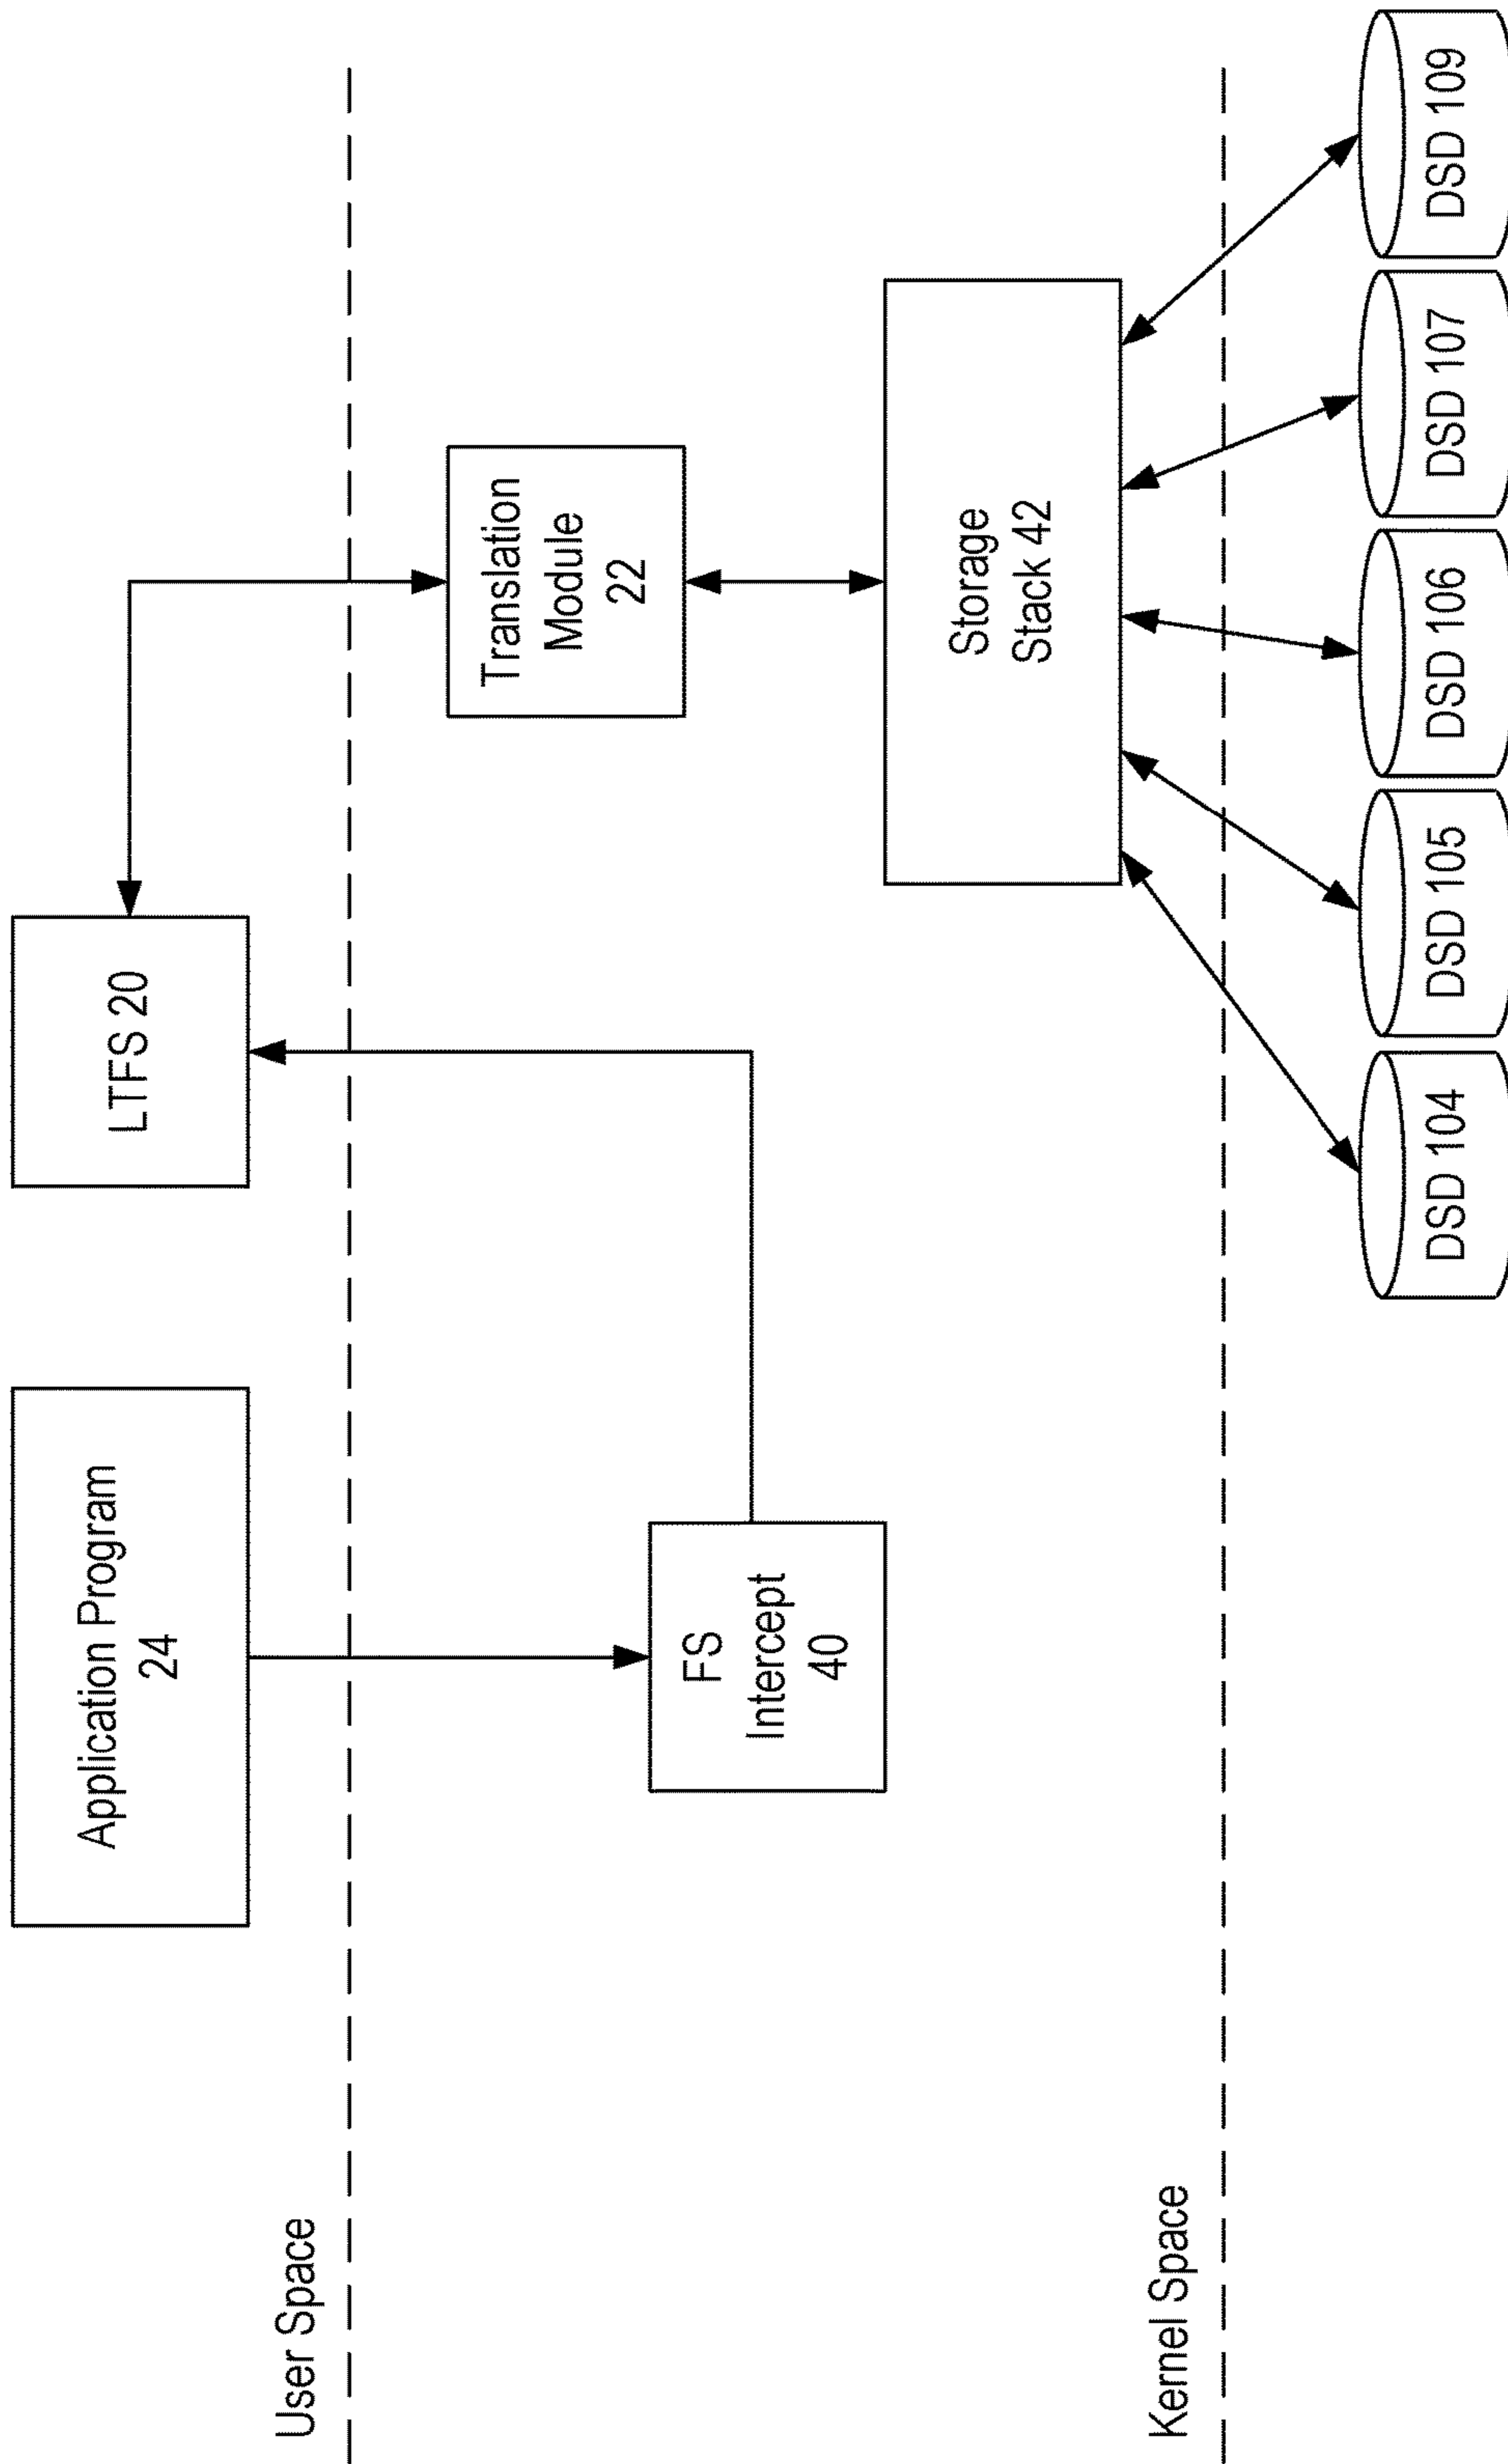 Application Program
24
LTFS 20
User Space
FS
Intercept
40
Translation
Module
22
Storage
Stack 42
Kernel Space
DSD 104
DSD 105
DSD 106
DSD 107
DSD 109